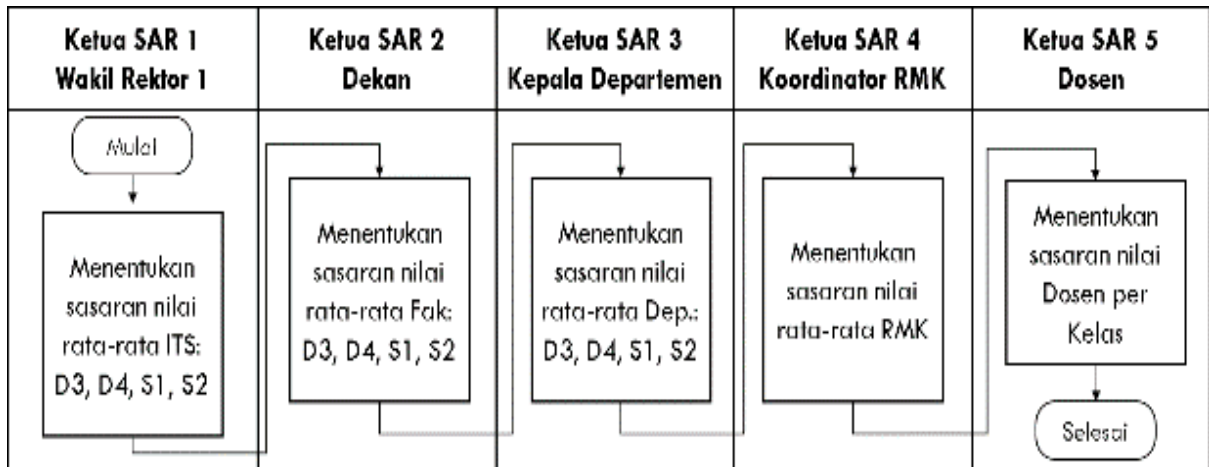 Ketua SAR 1
Wakil Rektor 1
Ketua SAR 2
Dekan
Ketua SAR 3
Kepala Departemen
Ketua SAR 4
Koordinator RMK
Ketua SAR 5
Dosen
Mulai
Menentukan
sasaran nilai
rata-rata ITS:
D3, D4, S1, S2
Menentukan
sasaran nilai
rata-rata Fak:
D3, D4, S1, S2
Menentukan
sasaran nilai
rata-rata Dep.:
D3, D4, S1, S2
Menentukan
sasaran nilai
rata-rata RMK
Menentukan
sasaran nilai
Dosen per
Kelas
Selesai